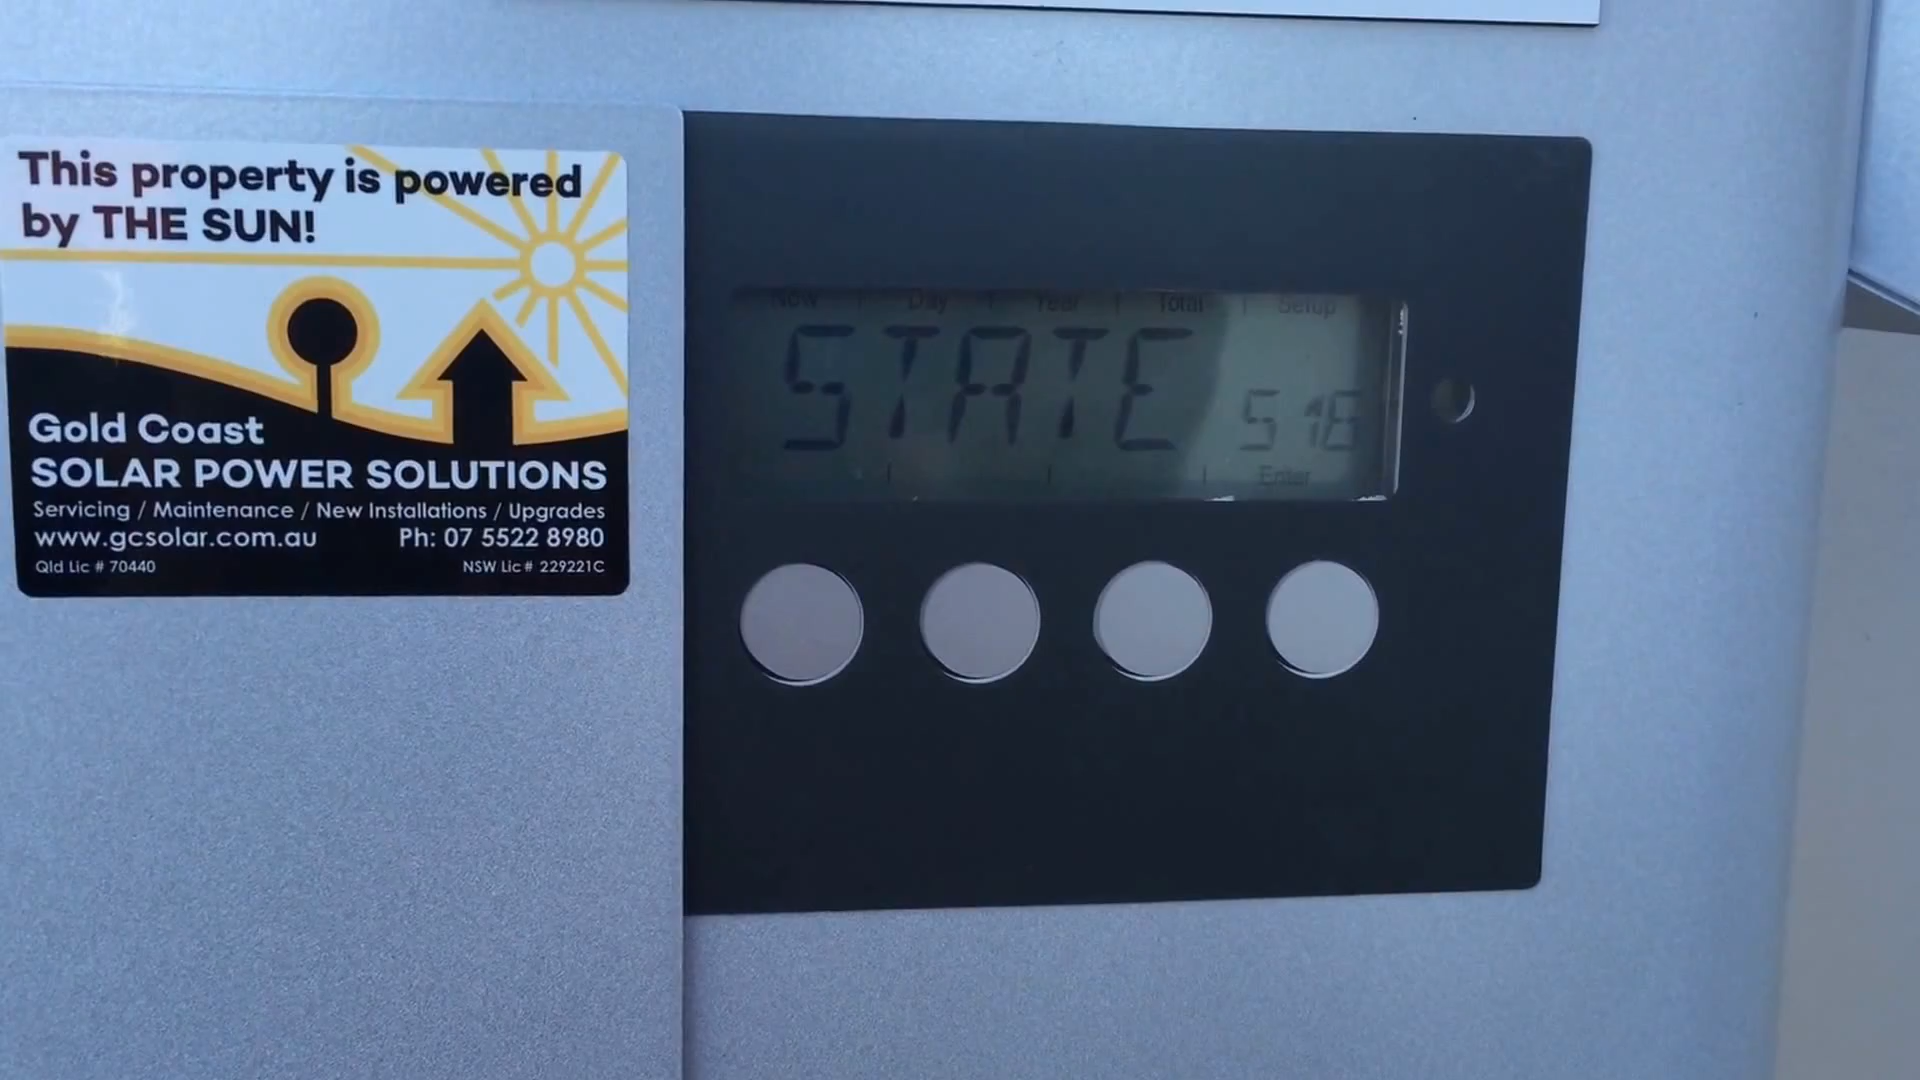 This property is powered
by THE SUN!
Gold Coast
SOLAR POWER SOLUTIONS
Servicing / Maintenance / New Installations / Upgrades
www.gcsolar.com.au Ph: 07 5522 8980
Qld Lic # 70440 NSW Lic# 229221C
Now Day Year Total Setup
STATE 516
Enter